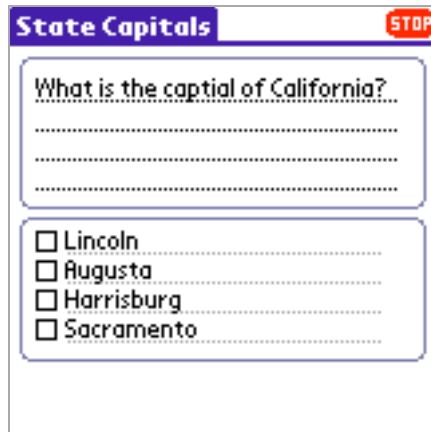 State Capitals
STOP
What is the captial of California?
Lincoln
Augusta
Harrisburg
Sacramento